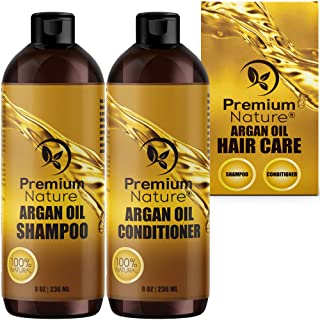 Premium
Nature®
ARGAN OIL
SHAMPOO
100%
NATURAL
8 OZ | 236 ML
Premium
Nature®
ARGAN OIL
CONDITIONER
100%
NATURAL
8 OZ | 236 ML
Premium
Nature®
ARGAN OIL
HAIR CARE
SHAMPOO
CONDITIONER